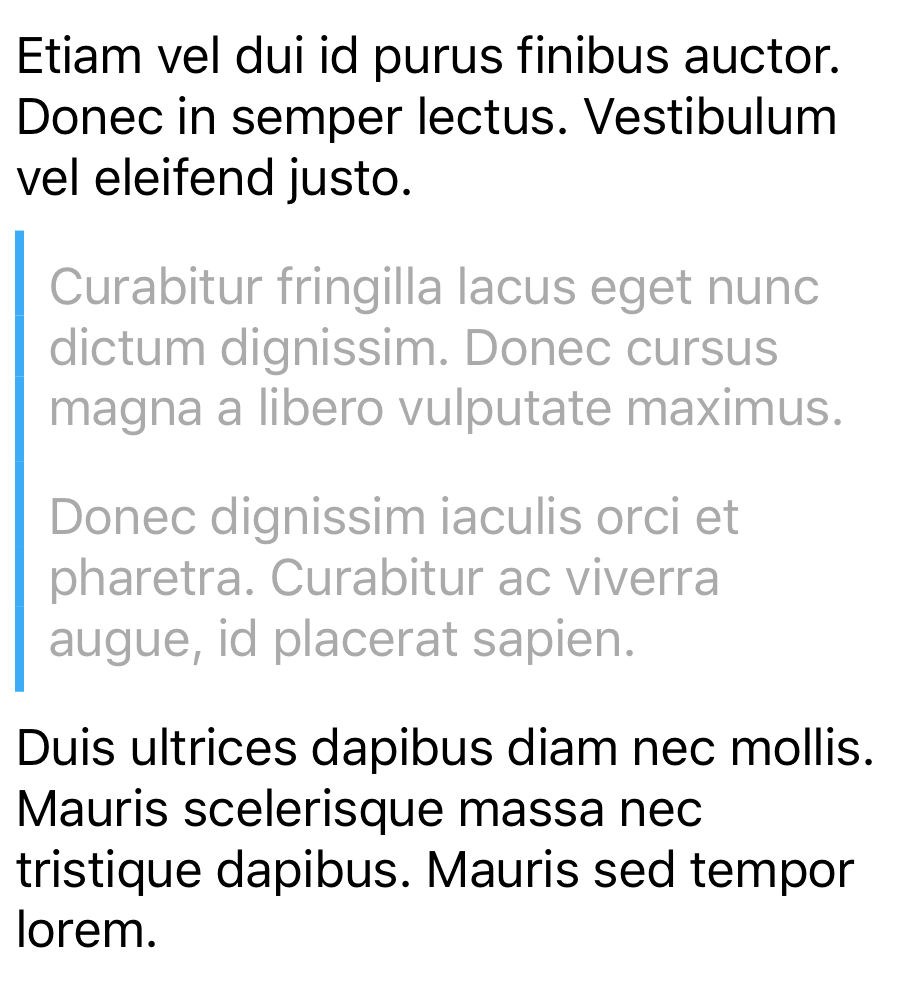 Etiam vel dui id purus finibus auctor.
Donec in semper lectus. Vestibulum
vel eleifend justo.
Curabitur fringilla lacus eget nunc
dictum dignissim. Donec cursus
magna a libero vulputate maximus.
Donec dignissim iaculis orci et
pharetra. Curabitur ac viverra
augue, id placerat sapien.
Duis ultrices dapibus diam nec mollis.
Mauris scelerisque massa nec
tristique dapibus. Mauris sed tempor
lorem.